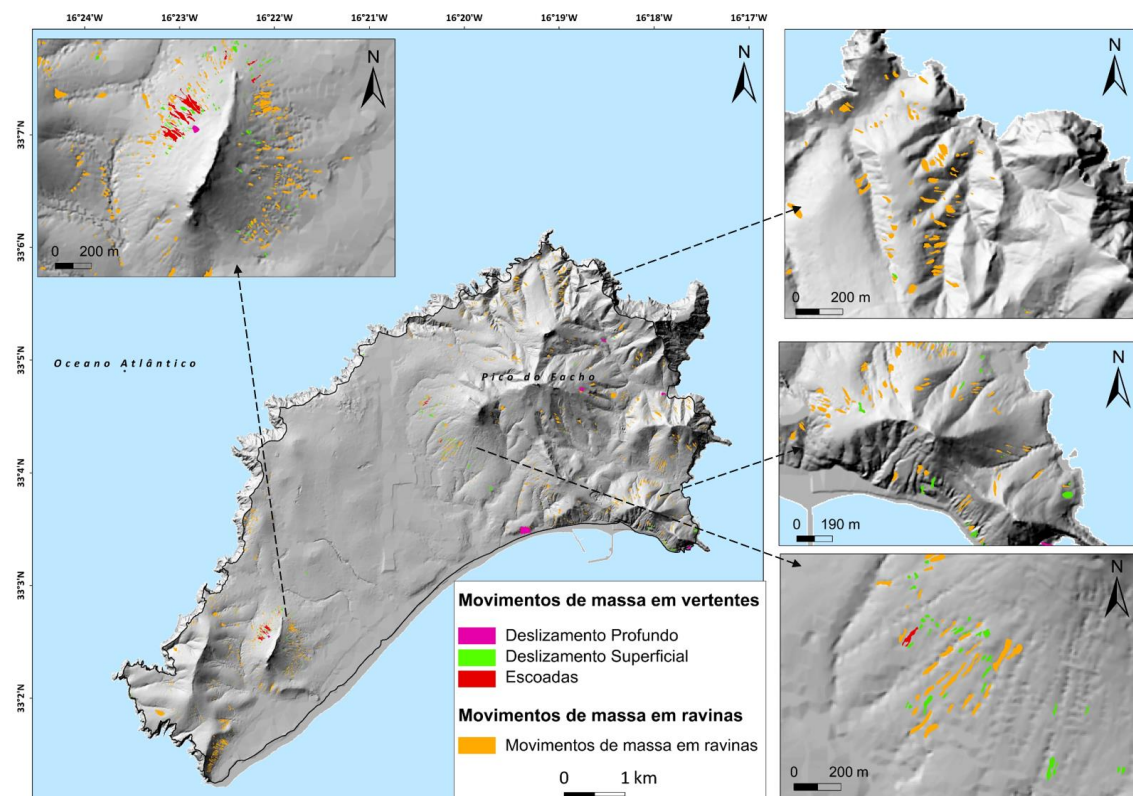 16°24'W
16°23'W
16°22'W
16°21'W
16°20'W
16°19'W
16°18'W
16°17'W
33°7'N
33°6'N
33°5'N
33°4'N
33°3'N
33°2'N
N
0 200 m
N
N
0 200 m
Oceano Atlântico
Pico do Facho
N
0 190 m
N
0 200 m
Movimentos de massa em vertentes
Deslizamento Profundo
Deslizamento Superficial
Escoadas
Movimentos de massa em ravinas
Movimentos de massa em ravinas
0 1 km